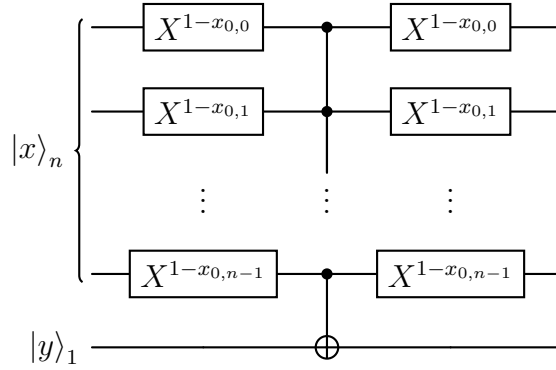 X^{1−x_{0,0}} X^{1−x_{0,0}}
X^{1−x_{0,1}} X^{1−x_{0,1}}
|x⟩_n
⋮ ⋮ ⋮
X^{1−x_{0,n−1}} X^{1−x_{0,n−1}}
|y⟩_1